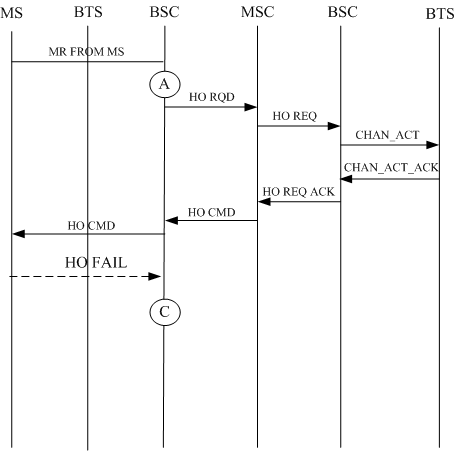 MS BTS BSC MSC BSC BTS
MR FROM MS
A
HO RQD
HO REQ
CHAN_ACT
CHAN_ACT_ACK
HO REQ ACK
HO CMD
HO CMD
HO FAIL
C